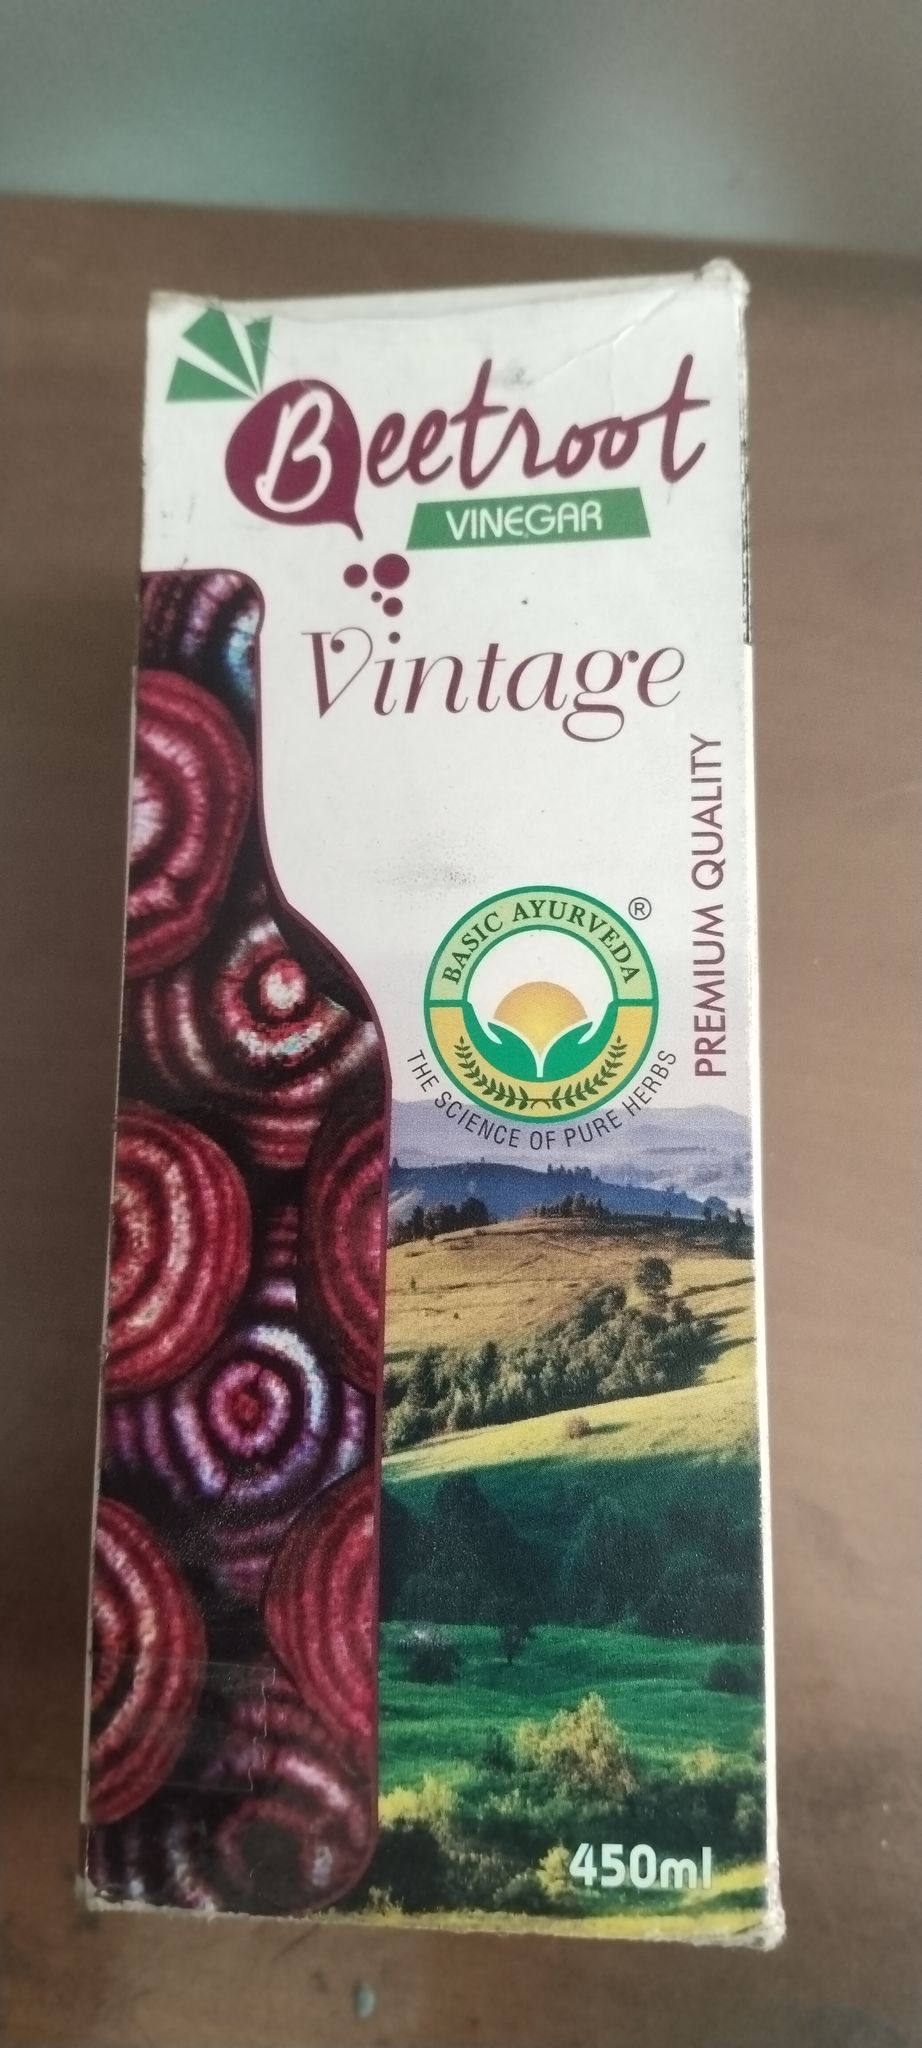 Beetroot
VINEGAR
Vintage
PREMIUM QUALITY
BASIC AYURVEDA ®
THE SCIENCE OF PURE HERBS
450ml